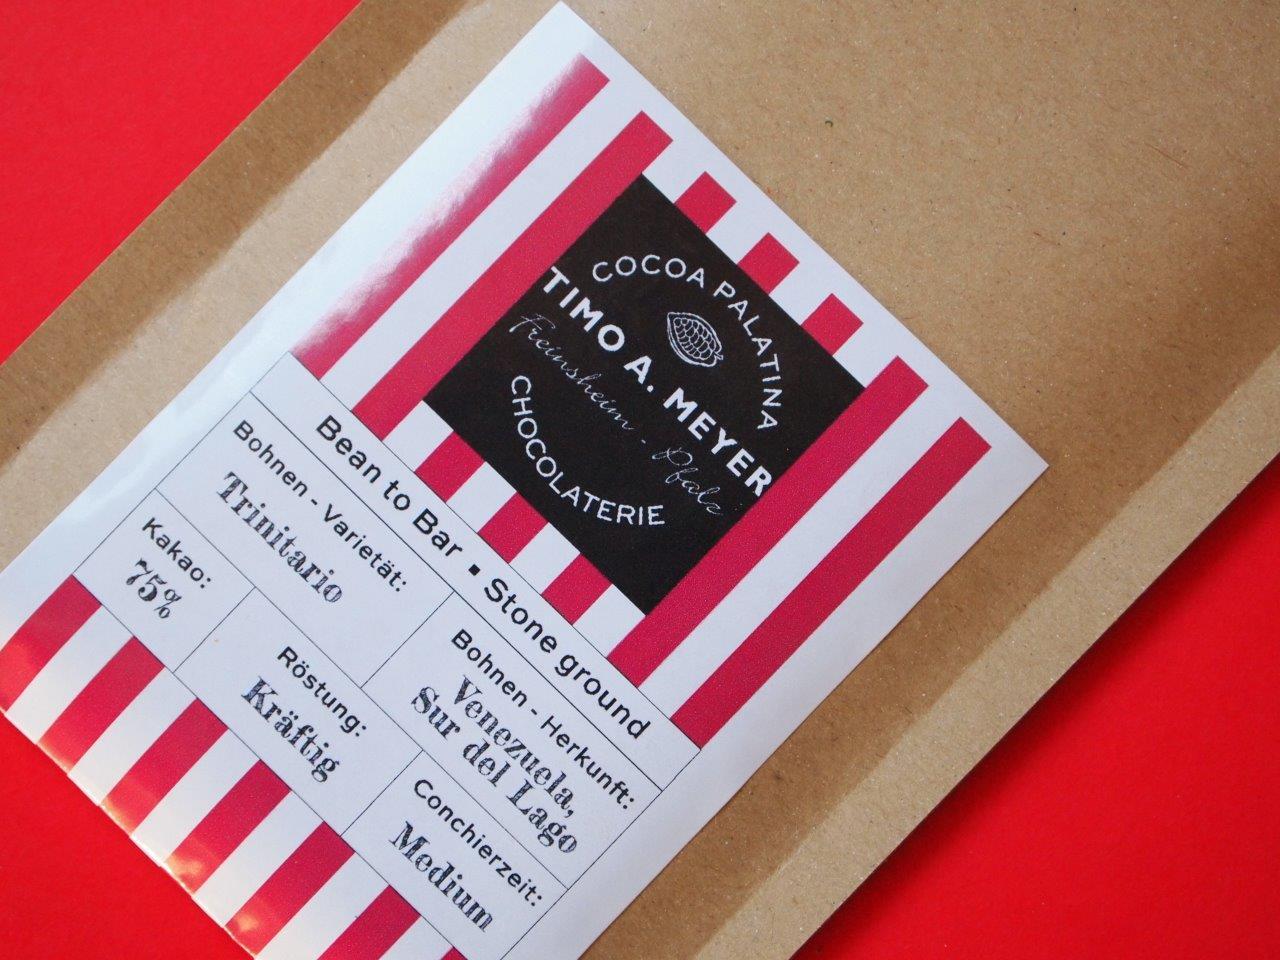 COCOA PALATINA
TIMO A. MEYER
Freinsheim - Pfalz
CHOCOLATERIE
Bean to Bar ▪ Stone ground
Bohnen - Varietät:
Trinitario
Bohnen - Herkunft:
Venezuela,
Sur del Lago
Kakao:
75%
Röstung:
Kräftig
Conchierzeit:
Medium